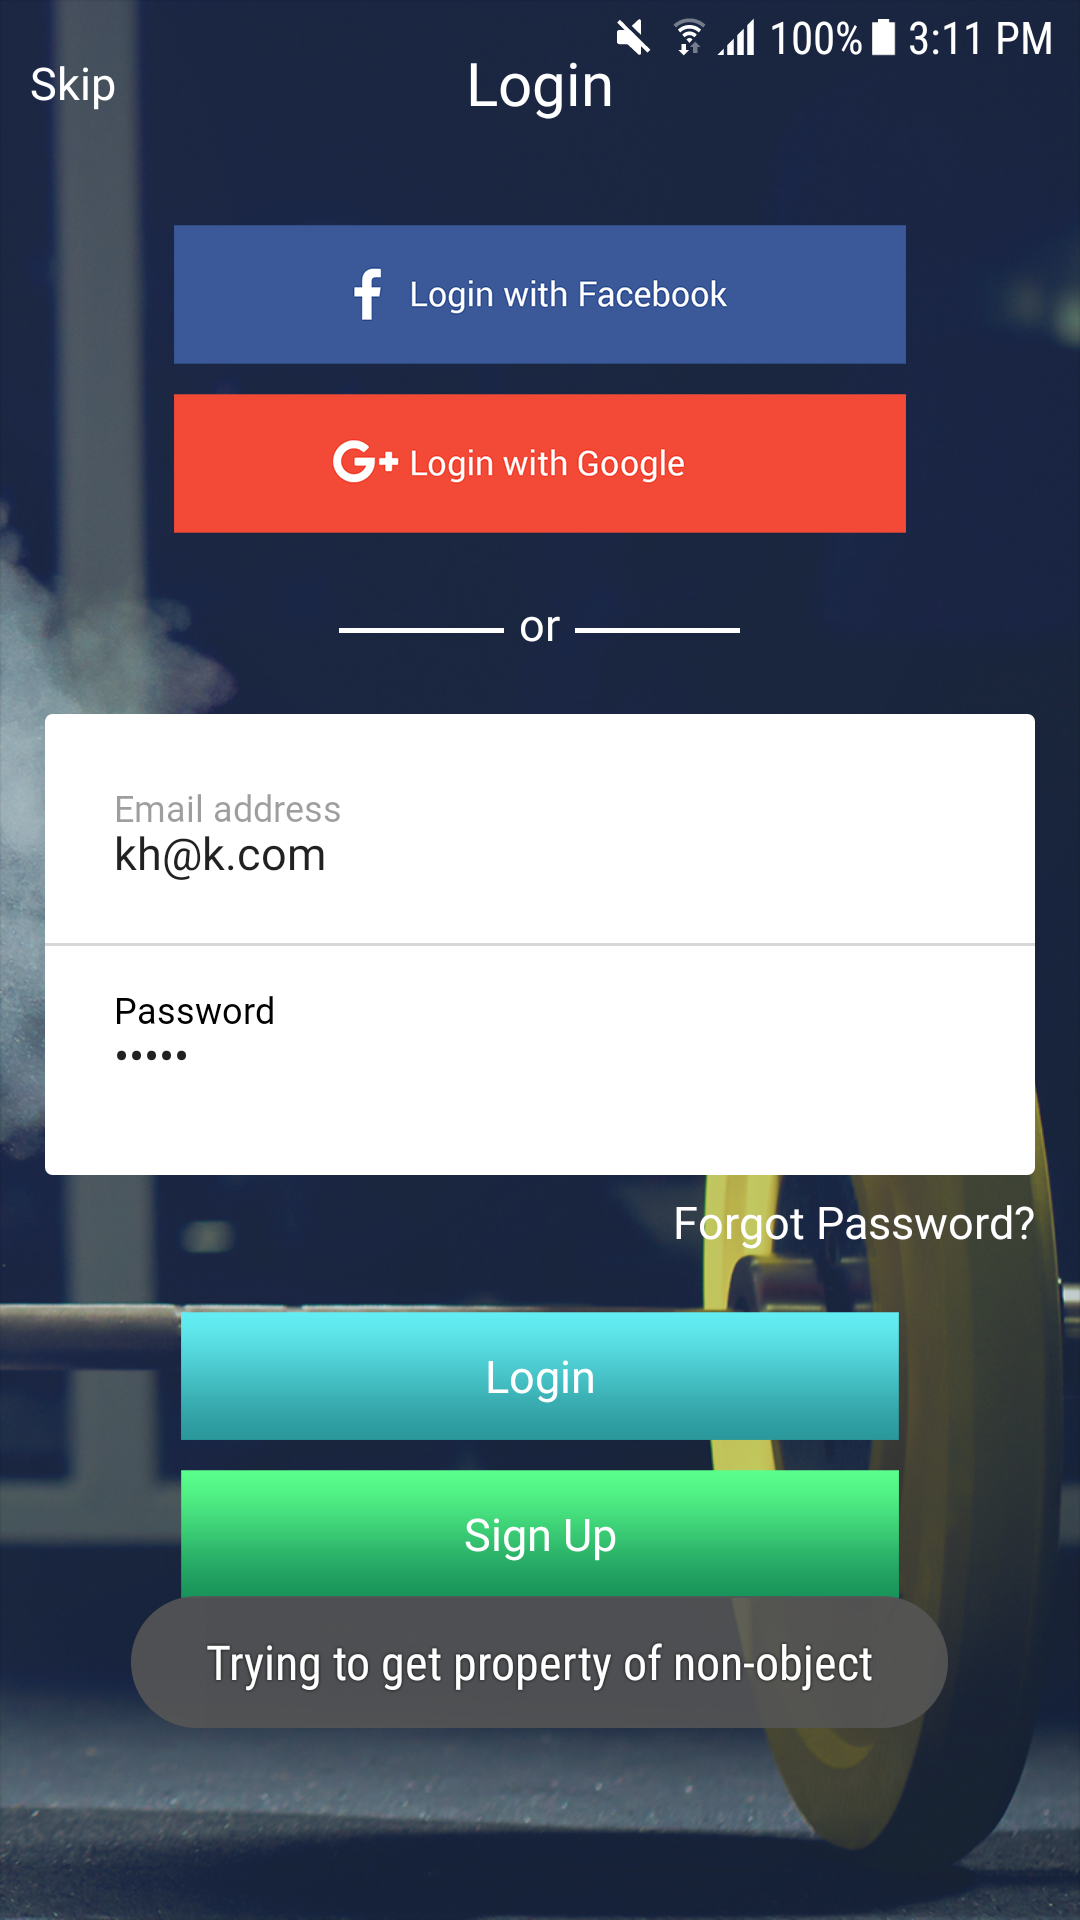 100% 3:11 PM
Skip
Login
Login with Facebook
G+ Login with Google
or
Email address
kh@k.com
Password
•••••
Forgot Password?
Login
Sign Up
Trying to get property of non-object